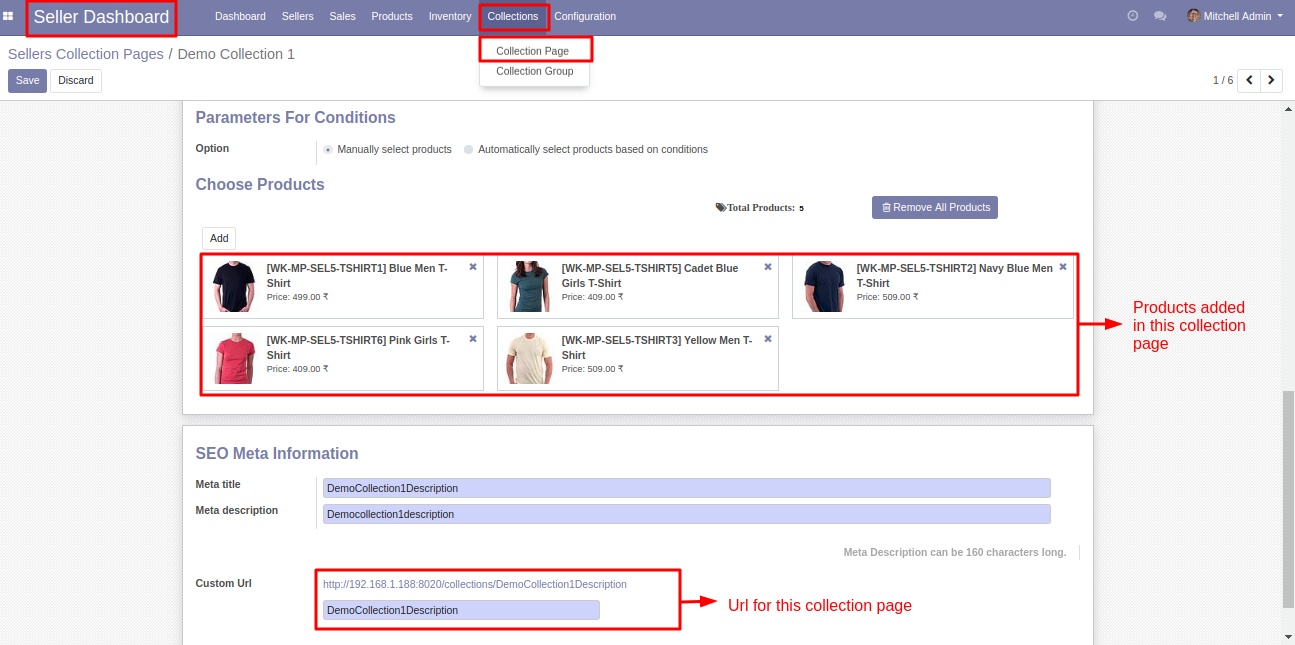 Seller Dashboard
Dashboard Sellers Sales Products Inventory Collections Configuration
Mitchell Admin
Sellers Collection Pages / Demo Collection 1
Collection Page
Collection Group
Save Discard
1 / 6
Parameters For Conditions
Option
Manually select products Automatically select products based on conditions
Choose Products
Total Products: 5
Remove All Products
Add
[WK-MP-SEL5-TSHIRT1] Blue Men T-
Shirt
Price: 499.00 ₹
[WK-MP-SEL5-TSHIRT5] Cadet Blue
Girls T-Shirt
Price: 409.00 ₹
[WK-MP-SEL5-TSHIRT2] Navy Blue Men
T-Shirt
Price: 509.00 ₹
[WK-MP-SEL5-TSHIRT6] Pink Girls T-
Shirt
Price: 409.00 ₹
[WK-MP-SEL5-TSHIRT3] Yellow Men T-
Shirt
Price: 509.00 ₹
Products added
in this collection
page
SEO Meta Information
Meta title
DemoCollection1Description
Meta description
Democollection1description
Meta Description can be 160 characters long.
Custom Url
http://192.168.1.188:8020/collections/DemoCollection1Description
DemoCollection1Description
Url for this collection page